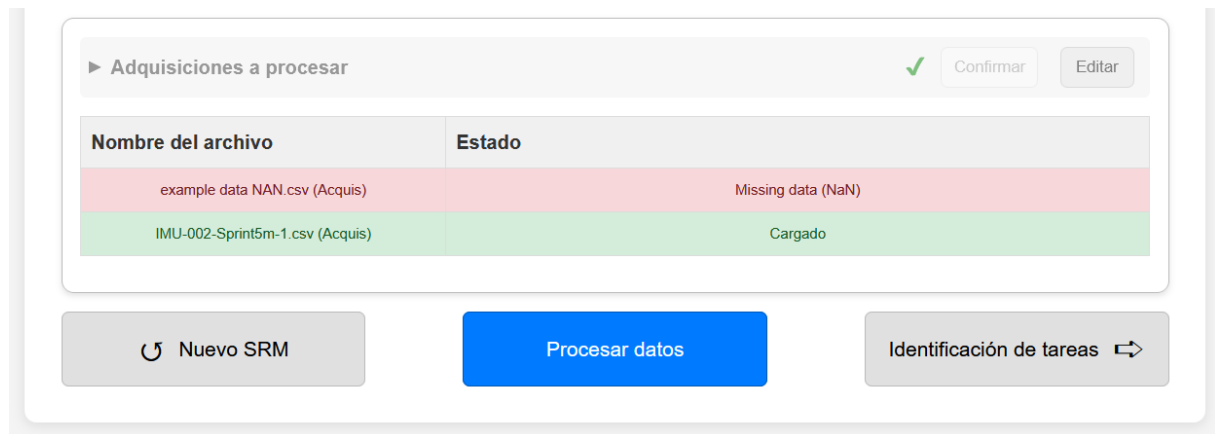 Adquisiciones a procesar
Confirmar
Editar
Nombre del archivo Estado
example data NAN.csv (Acquis) Missing data (NaN)
IMU-002-Sprint5m-1.csv (Acquis) Cargado
Nuevo SRM
Procesar datos
Identificación de tareas